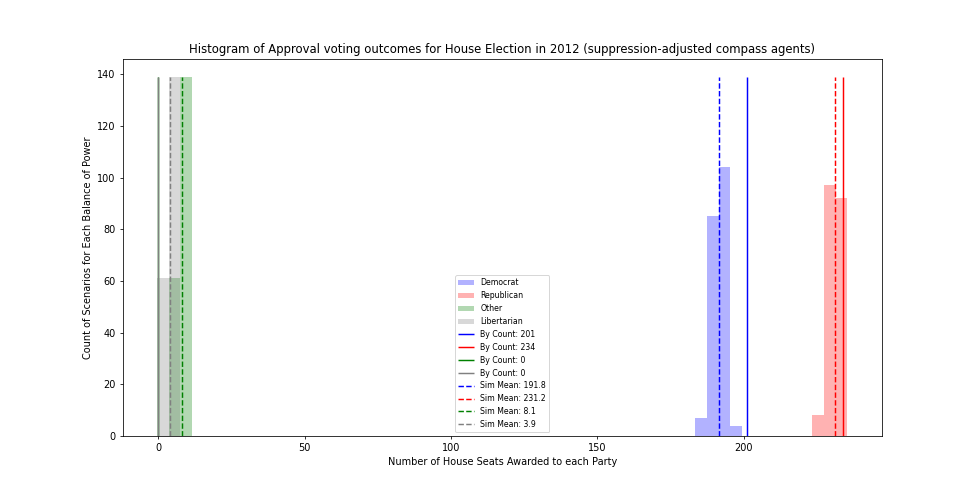 Histogram of Approval voting outcomes for House Election in 2012 (suppression-adjusted compass agents)
Count of Scenarios for Each Balance of Power
140
120
100
80
60
40
20
0
Democrat
Republican
Other
Libertarian
By Count: 201
By Count: 234
By Count: 0
By Count: 0
Sim Mean: 191.8
Sim Mean: 231.2
Sim Mean: 8.1
Sim Mean: 3.9
0
50
100
150
200
Number of House Seats Awarded to each Party